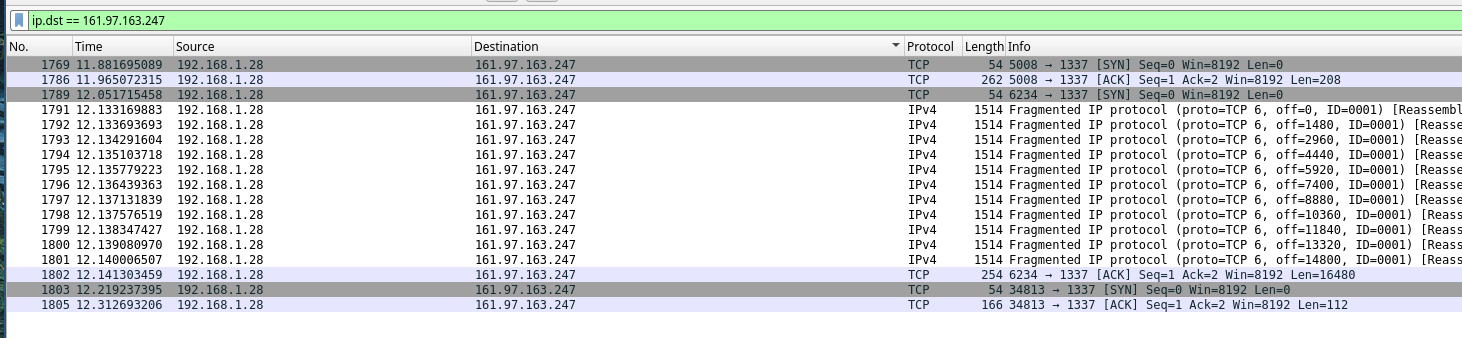 ip.dst == 161.97.163.247
No. Time Source Destination Protocol Length Info
1769 11.881695089 192.168.1.28 161.97.163.247 TCP 54 5008 → 1337 [SYN] Seq=0 Win=8192 Len=0
1786 11.965072315 192.168.1.28 161.97.163.247 TCP 262 5008 → 1337 [ACK] Seq=1 Ack=2 Win=8192 Len=208
1789 12.051715458 192.168.1.28 161.97.163.247 TCP 54 6234 → 1337 [SYN] Seq=0 Win=8192 Len=0
1791 12.133169883 192.168.1.28 161.97.163.247 IPv4 1514 Fragmented IP protocol (proto=TCP 6, off=0, ID=0001) [Reassembl
1792 12.133693693 192.168.1.28 161.97.163.247 IPv4 1514 Fragmented IP protocol (proto=TCP 6, off=1480, ID=0001) [Reasse
1793 12.134291604 192.168.1.28 161.97.163.247 IPv4 1514 Fragmented IP protocol (proto=TCP 6, off=2960, ID=0001) [Reasse
1794 12.135103718 192.168.1.28 161.97.163.247 IPv4 1514 Fragmented IP protocol (proto=TCP 6, off=4440, ID=0001) [Reasse
1795 12.135779223 192.168.1.28 161.97.163.247 IPv4 1514 Fragmented IP protocol (proto=TCP 6, off=5920, ID=0001) [Reasse
1796 12.136439363 192.168.1.28 161.97.163.247 IPv4 1514 Fragmented IP protocol (proto=TCP 6, off=7400, ID=0001) [Reasse
1797 12.137131839 192.168.1.28 161.97.163.247 IPv4 1514 Fragmented IP protocol (proto=TCP 6, off=8880, ID=0001) [Reasse
1798 12.137576519 192.168.1.28 161.97.163.247 IPv4 1514 Fragmented IP protocol (proto=TCP 6, off=10360, ID=0001) [Reass
1799 12.138347427 192.168.1.28 161.97.163.247 IPv4 1514 Fragmented IP protocol (proto=TCP 6, off=11840, ID=0001) [Reass
1800 12.139080970 192.168.1.28 161.97.163.247 IPv4 1514 Fragmented IP protocol (proto=TCP 6, off=13320, ID=0001) [Reass
1801 12.140006507 192.168.1.28 161.97.163.247 IPv4 1514 Fragmented IP protocol (proto=TCP 6, off=14800, ID=0001) [Reass
1802 12.141303459 192.168.1.28 161.97.163.247 TCP 254 6234 → 1337 [ACK] Seq=1 Ack=2 Win=8192 Len=16480
1803 12.219237395 192.168.1.28 161.97.163.247 TCP 54 34813 → 1337 [SYN] Seq=0 Win=8192 Len=0
1805 12.312693206 192.168.1.28 161.97.163.247 TCP 166 34813 → 1337 [ACK] Seq=1 Ack=2 Win=8192 Len=112